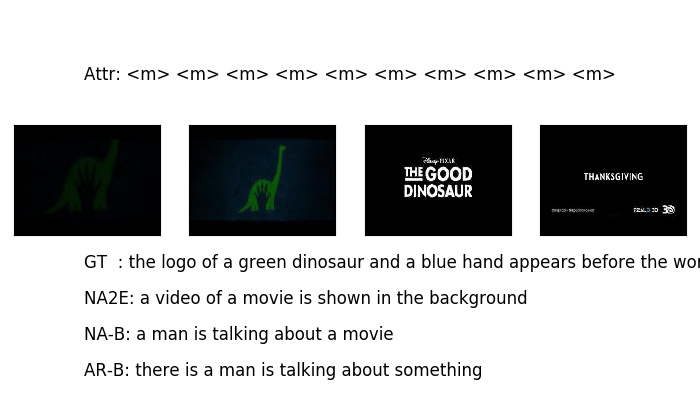 Attr: <m> <m> <m> <m> <m> <m> <m> <m> <m> <m>
Disney PIXAR
THE GOOD
DINOSAUR
THANKSGIVING
REAL D 3D
GT : the logo of a green dinosaur and a blue hand appears before the
NA2E: a video of a movie is shown in the background
NA-B: a man is talking about a movie
AR-B: there is a man is talking about something